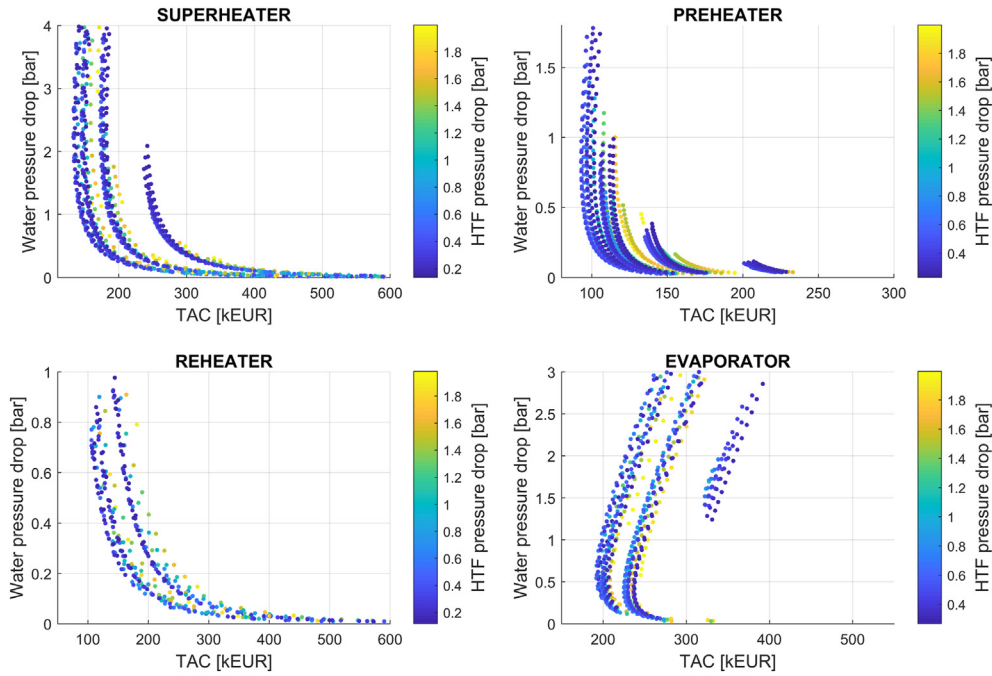 SUPERHEATER
Water pressure drop [bar]
4
3
2
1
0
200 300 400 500 600
TAC [kEUR]
1.8
1.6
1.4
1.2
1
0.8
0.6
0.4
0.2
HTF pressure drop [bar]
PREHEATER
Water pressure drop [bar]
1.5
1
0.5
0
100 150 200 250 300
TAC [kEUR]
1.8
1.6
1.4
1.2
1
0.8
0.6
0.4
HTF pressure drop [bar]
REHEATER
Water pressure drop [bar]
1
0.8
0.6
0.4
0.2
0
100 200 300 400 500 600
TAC [kEUR]
1.8
1.6
1.4
1.2
1
0.8
0.6
0.4
0.2
HTF pressure drop [bar]
EVAPORATOR
Water pressure drop [bar]
3
2.5
2
1.5
1
0.5
0
200 300 400 500
TAC [kEUR]
1.8
1.6
1.4
1.2
1
0.8
0.6
0.4
HTF pressure drop [bar]